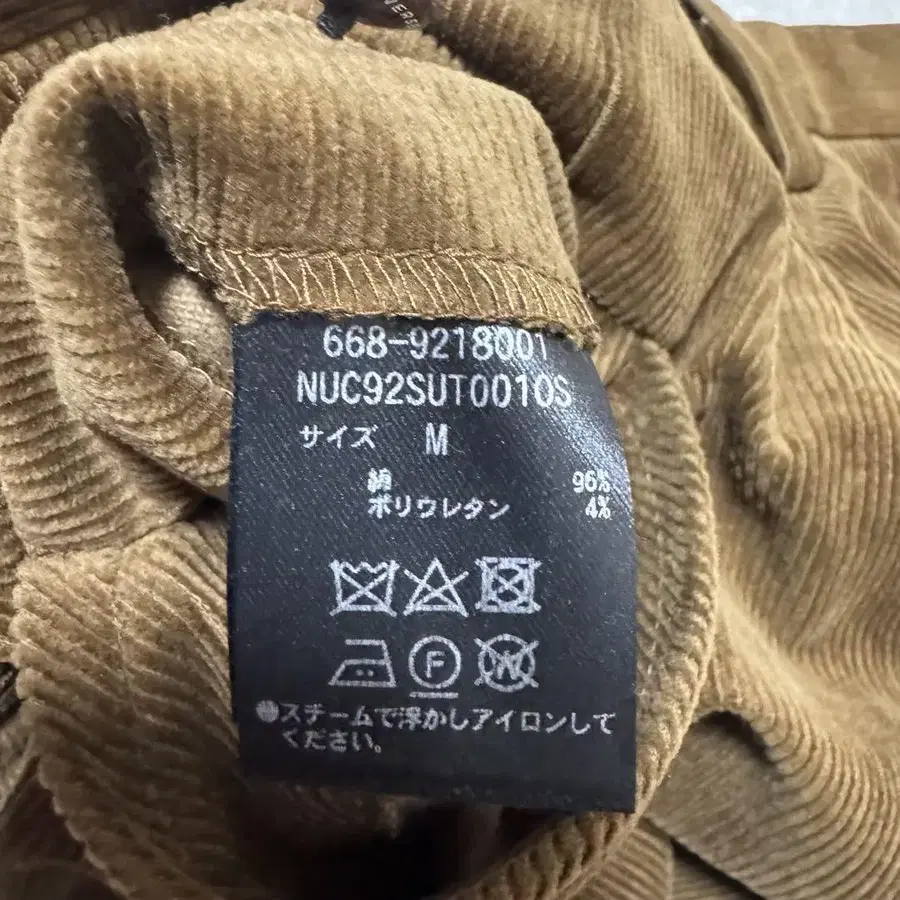 668-9218001
NUC92SUT0010S
サイズ M
綿 96%
ポリウレタン 4%
F
W
●スチームで浮かしアイロンして
ください。